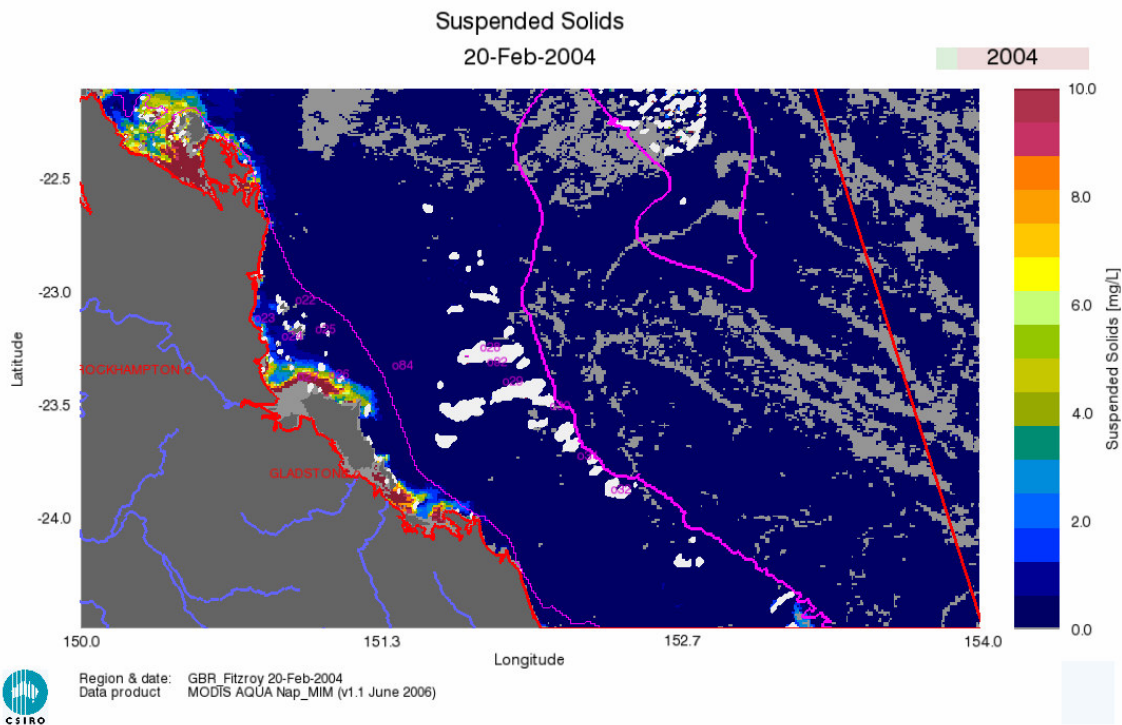 Suspended Solids
20-Feb-2004
2004
10.0
8.0
6.0
4.0
2.0
0.0
Suspended Solids [mg/L]
-22.5
-23.0
-23.5
-24.0
Latitude
o22
o84
ROCKHAMPTON
GLADSTONE
o32
150.0
151.3
152.7
154.0
Longitude
Region & date: GBR_Fitzroy 20-Feb-2004
Data product MODIS AQUA Nap_MIM (v1.1 June 2006)
CSIRO